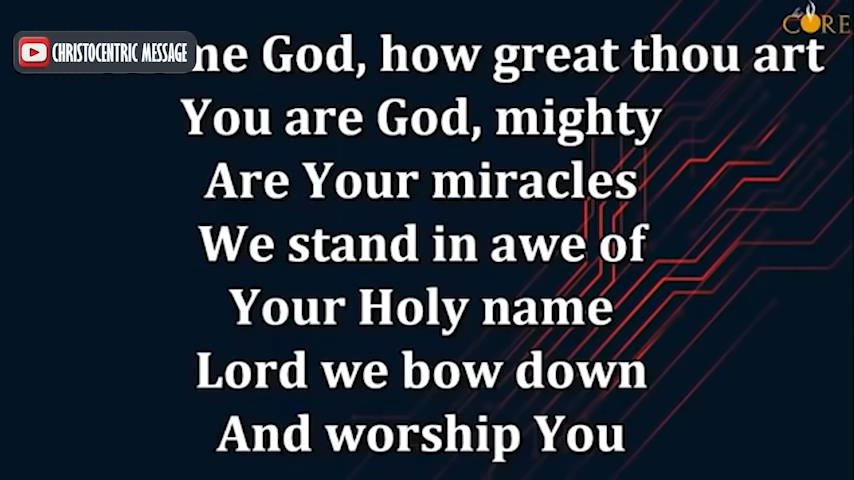 CHRISTOCENTRIC MESSAGE
CORE
God, how great thou art
You are God, mighty
Are Your miracles
We stand in awe of
Your Holy name
Lord we bow down
And worship You